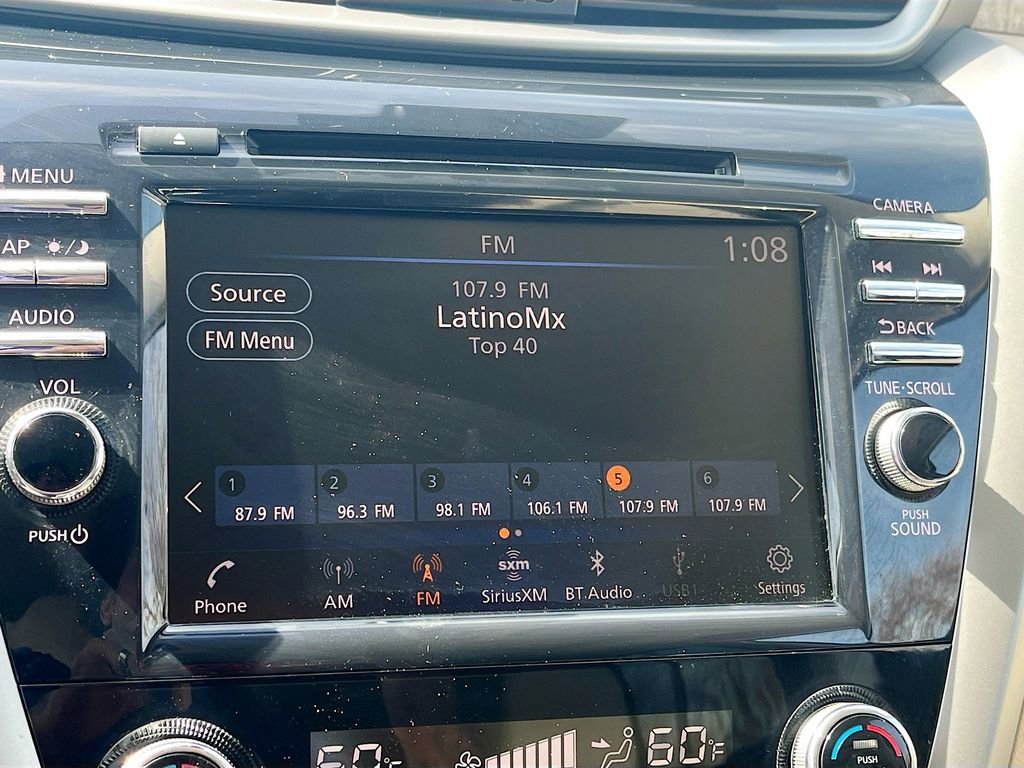 MENU
AP
AUDIO
VOL
PUSH
FM
1:08
Source
FM Menu
107.9 FM
LatinoMx
Top 40
1
87.9 FM
2
96.3 FM
3
98.1 FM
4
106.1 FM
5
107.9 FM
6
107.9 FM
Phone
AM
FM
sxm
SiriusXM
BT Audio
USB1
Settings
CAMERA
BACK
TUNE·SCROLL
PUSH
SOUND
60°F
60°F
PUSH